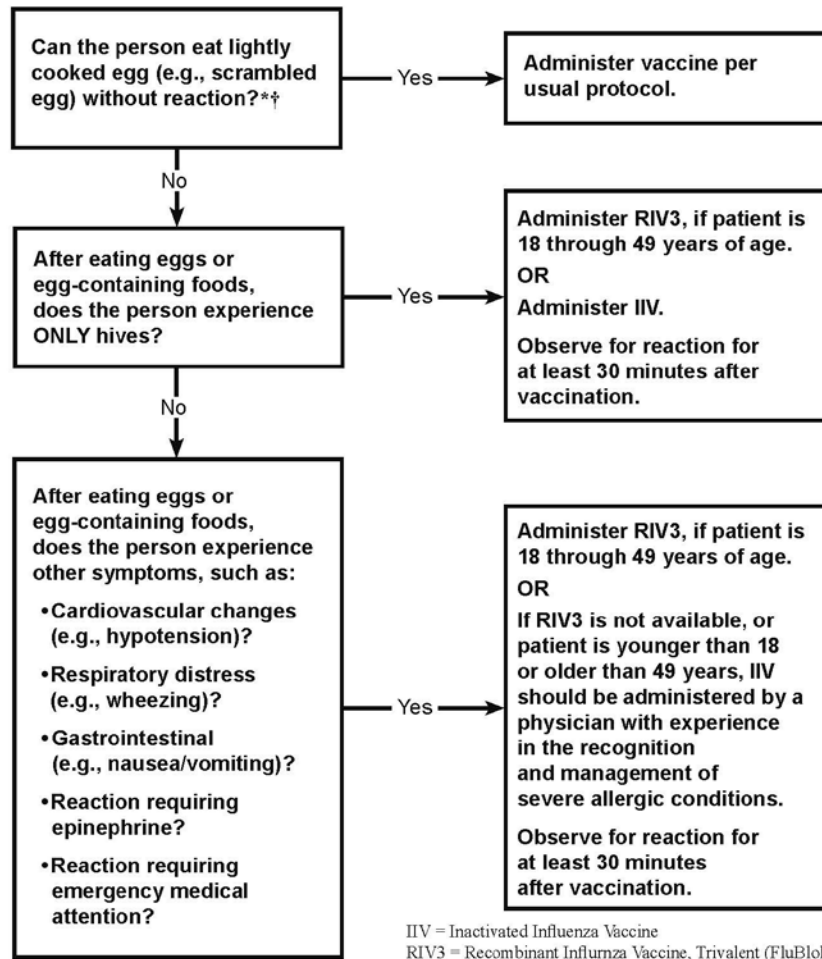 Can the person eat lightly
cooked egg (e.g., scrambled
egg) without reaction?*†
Yes
Administer vaccine per
usual protocol.
No
After eating eggs or
egg-containing foods,
does the person experience
ONLY hives?
Yes
Administer RIV3, if patient is
18 through 49 years of age.
OR
Administer IIV.
Observe for reaction for
at least 30 minutes after
vaccination.
No
After eating eggs or
egg-containing foods,
does the person experience
other symptoms, such as:
•Cardiovascular changes
(e.g., hypotension)?
•Respiratory distress
(e.g., wheezing)?
•Gastrointestinal
(e.g., nausea/vomiting)?
•Reaction requiring
epinephrine?
•Reaction requiring
emergency medical
attention?
Yes
Administer RIV3, if patient is
18 through 49 years of age.
OR
If RIV3 is not available, or
patient is younger than 18
or older than 49 years, IIV
should be administered by a
physician with experience
in the recognition
and management of
severe allergic conditions.
Observe for reaction for
at least 30 minutes
after vaccination.
IIV = Inactivated Influenza Vaccine
RIV3 = Recombinant Influrnza Vaccine, Trivalent (FluBlok